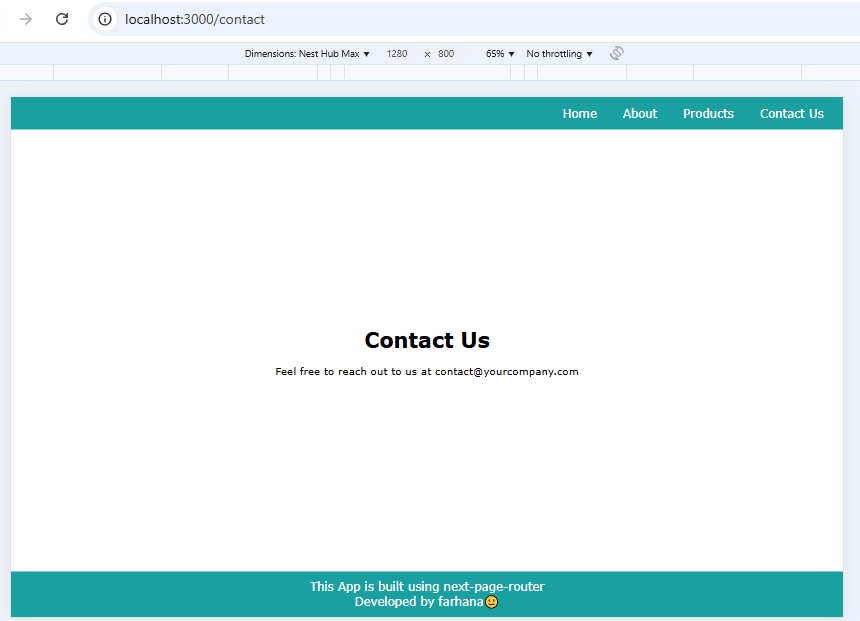 localhost:3000/contact
Dimensions: Nest Hub Max ▼ 1280 × 800 65% ▼ No throttling ▼
Home About Products Contact Us
Contact Us
Feel free to reach out to us at contact@yourcompany.com
This App is built using next-page-router
Developed by farhana🙂